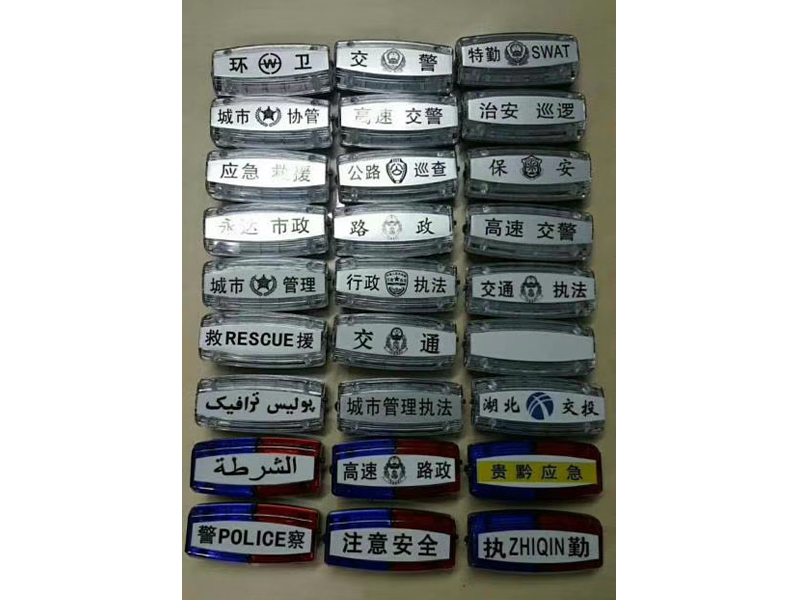 环 W 卫
交 警
特勤 SWAT
城市 协管
高速 交警
治安 巡逻
应急 救援
公路 巡查
保 安
永达 市政
路 政
高速 交警
城市 管理
行政 执法
交通 执法
救RESCUE援
交 通
پولیس ترافیک
城市管理执法
湖北 交投
الشرطة
高速 路政
贵黔应急
警POLICE察
注意安全
执ZHIQIN勤